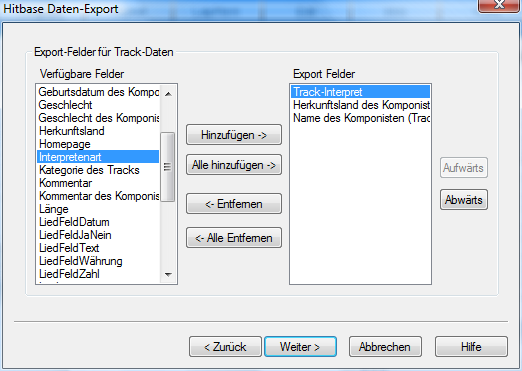 Hitbase Daten-Export
Export-Felder für Track-Daten
Verfügbare Felder
Geburtsdatum des Kompo
Geschlecht
Geschlecht des Komponis
Herkunftsland
Homepage
Interpretenart
Kategorie des Tracks
Kommentar
Kommentar des Komponis
Länge
LiedFeldDatum
LiedFeldJaNein
LiedFeldText
LiedFeldWährung
LiedFeldZahl
Hinzufügen ->
Alle hinzufügen ->
<- Entfernen
<- Alle Entfernen
Export Felder
Track-Interpret
Herkunftsland des Komponist
Name des Komponisten (Trac
Aufwärts
Abwärts
< Zurück
Weiter >
Abbrechen
Hilfe